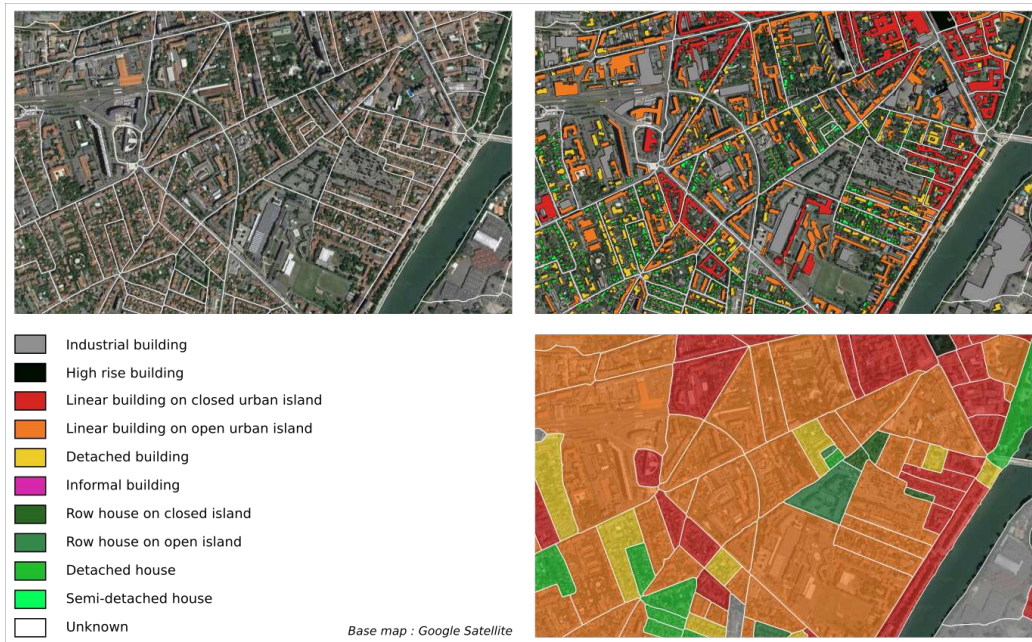 Industrial building
High rise building
Linear building on closed urban island
Linear building on open urban island
Detached building
Informal building
Row house on closed island
Row house on open island
Detached house
Semi-detached house
Unknown
Base map : Google Satellite